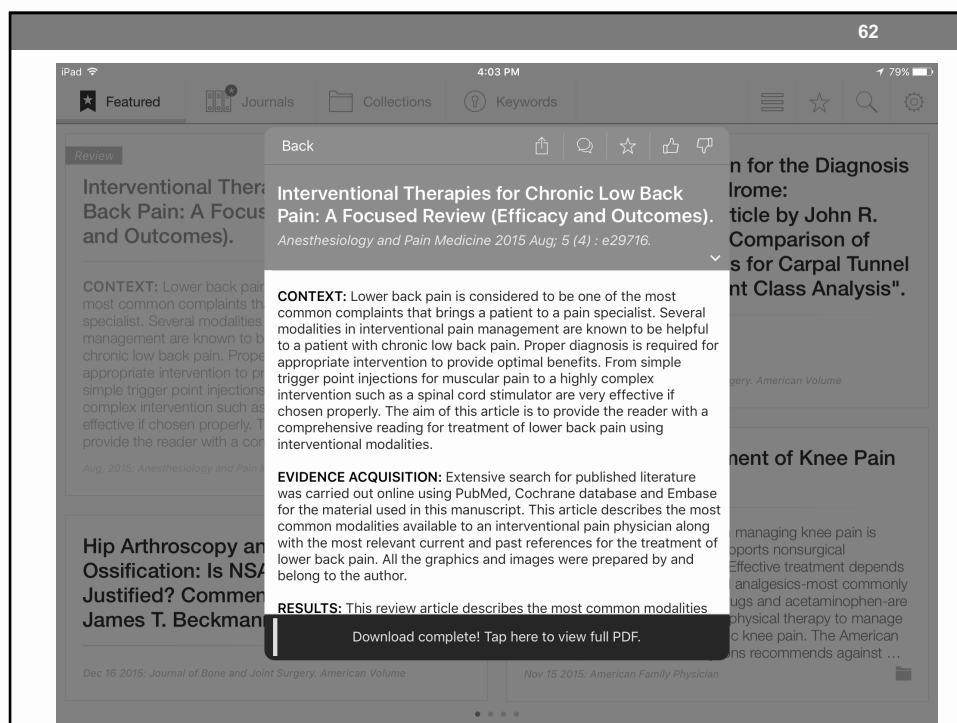 62
iPad
4:03 PM
79%
Featured
Journals
Collections
Keywords
Review
Interventional Thera
Back Pain: A Focus
and Outcomes).
CONTEXT: Lower back pain
most common complaints th
specialist. Several modalities
management are known to b
chronic low back pain. Prope
appropriate intervention to pr
simple trigger point injections
complex intervention such as
effective if chosen properly. T
provide the reader with a con
Aug, 2015: Anesthesiology and Pain M
Hip Arthroscopy an
Ossification: Is NSA
Justified? Commen
James T. Beckman
Dec 16 2015: Journal of Bone and Joint Surgery. American Volume
Back
Interventional Therapies for Chronic Low Back
Pain: A Focused Review (Efficacy and Outcomes).
Anesthesiology and Pain Medicine 2015 Aug; 5 (4) : e29716.
CONTEXT: Lower back pain is considered to be one of the most
common complaints that brings a patient to a pain specialist. Several
modalities in interventional pain management are known to be helpful
to a patient with chronic low back pain. Proper diagnosis is required for
appropriate intervention to provide optimal benefits. From simple
trigger point injections for muscular pain to a highly complex
intervention such as a spinal cord stimulator are very effective if
chosen properly. The aim of this article is to provide the reader with a
comprehensive reading for treatment of lower back pain using
interventional modalities.
EVIDENCE ACQUISITION: Extensive search for published literature
was carried out online using PubMed, Cochrane database and Embase
for the material used in this manuscript. This article describes the most
common modalities available to an interventional pain physician along
with the most relevant current and past references for the treatment of
lower back pain. All the graphics and images were prepared by and
belong to the author.
RESULTS: This review article describes the most common modalities
Download complete! Tap here to view full PDF.
n for the Diagnosis
drome:
ticle by John R.
Comparison of
s for Carpal Tunnel
nt Class Analysis".
gery. American Volume
ment of Knee Pain
managing knee pain is
pports nonsurgical
Effective treatment depends
analgesics-most commonly
ugs and acetaminophen-are
physical therapy to manage
c knee pain. The American
ons recommends against ...
Nov 15 2015: American Family Physician